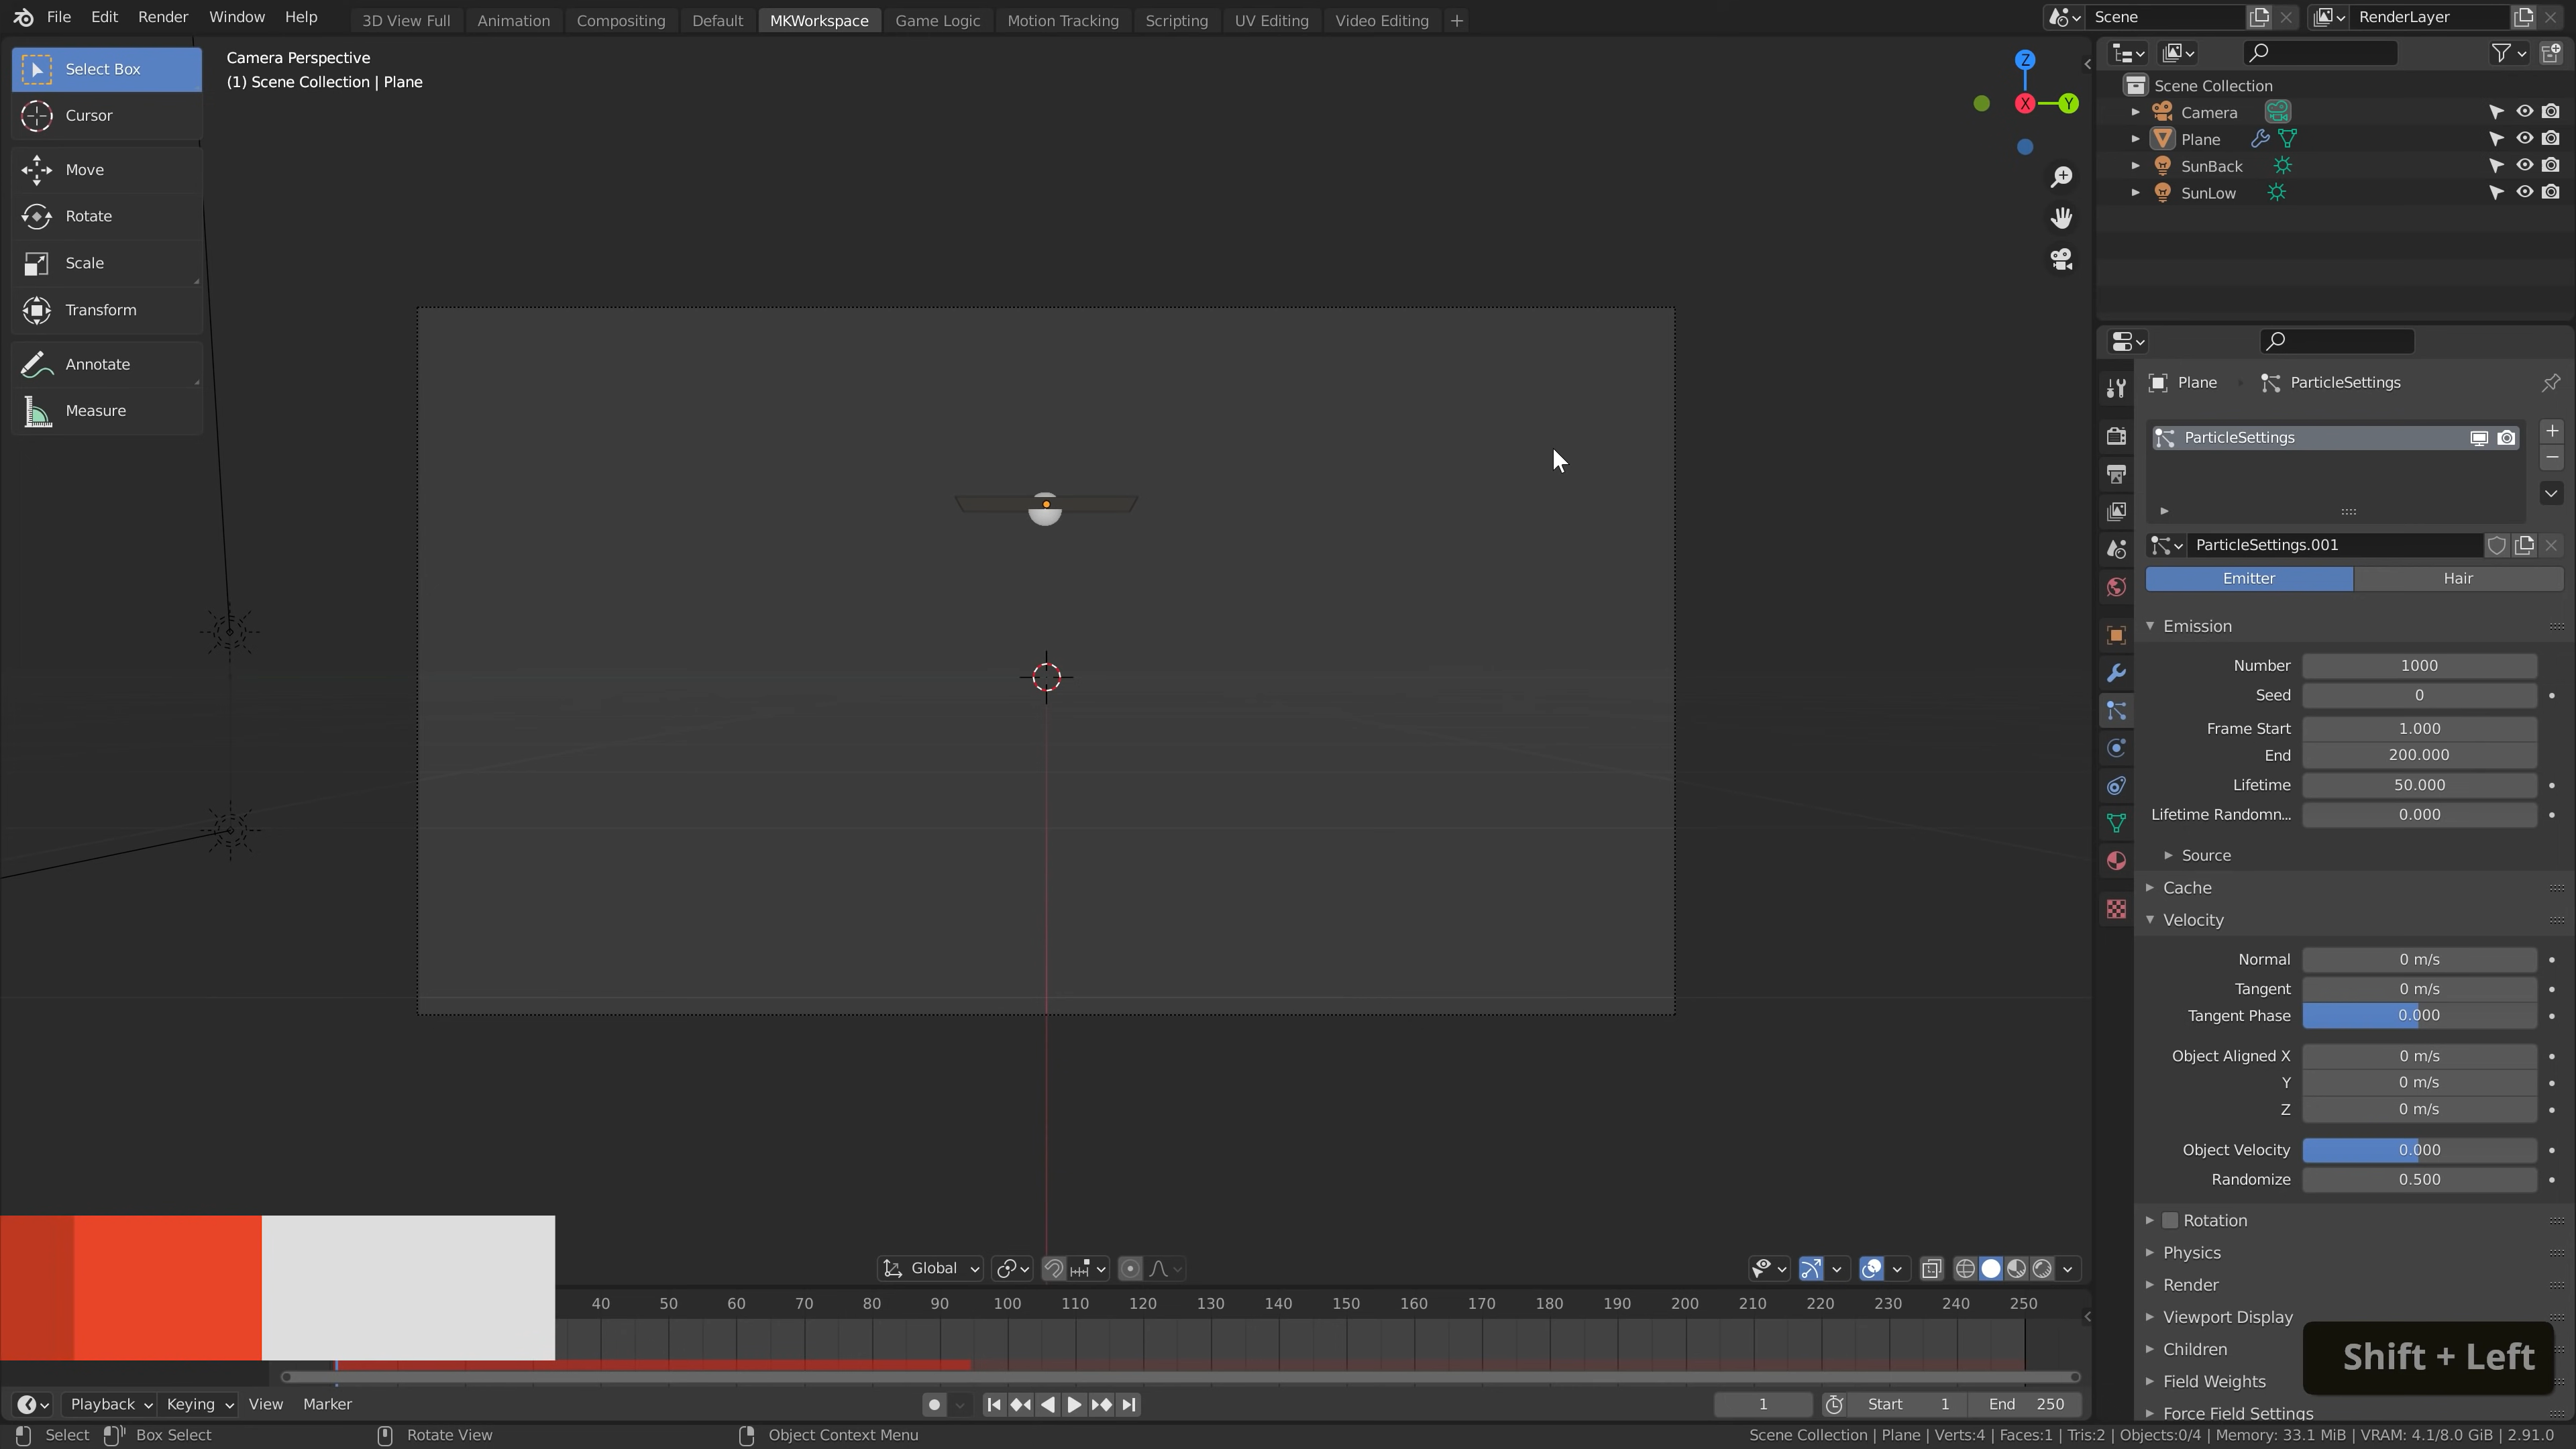 File Edit Render Window Help 3D View Full Animation Compositing Default MKWorkspace Game Logic Motion Tracking Scripting UV Editing Video Editing + Scene RenderLayer
Select Box
Cursor
Move
Rotate
Scale
Transform
Annotate
Measure
Camera Perspective
(1) Scene Collection | Plane
Z
X
Y
Scene Collection
Camera
Plane
SunBack
SunLow
Plane ParticleSettings
ParticleSettings
ParticleSettings.001
Emitter Hair
Emission
Number 1000
Seed 0
Frame Start 1.000
End 200.000
Lifetime 50.000
Lifetime Randomn... 0.000
Source
Cache
Velocity
Normal 0 m/s
Tangent 0 m/s
Tangent Phase 0.000
Object Aligned X 0 m/s
Y 0 m/s
Z 0 m/s
Object Velocity 0.000
Randomize 0.500
Rotation
Physics
Render
Viewport Display
Children
Field Weights
Force Field Settings
Shift + Left
Global
40 50 60 70 80 90 100 110 120 130 140 150 160 170 180 190 200 210 220 230 240 250
Playback Keying View Marker 1 Start 1 End 250
Select Box Select Rotate View Object Context Menu Scene Collection | Plane | Verts:4 | Faces:1 | Tris:2 | Objects:0/4 | Memory: 33.1 MiB | VRAM: 4.1/8.0 GiB | 2.91.0